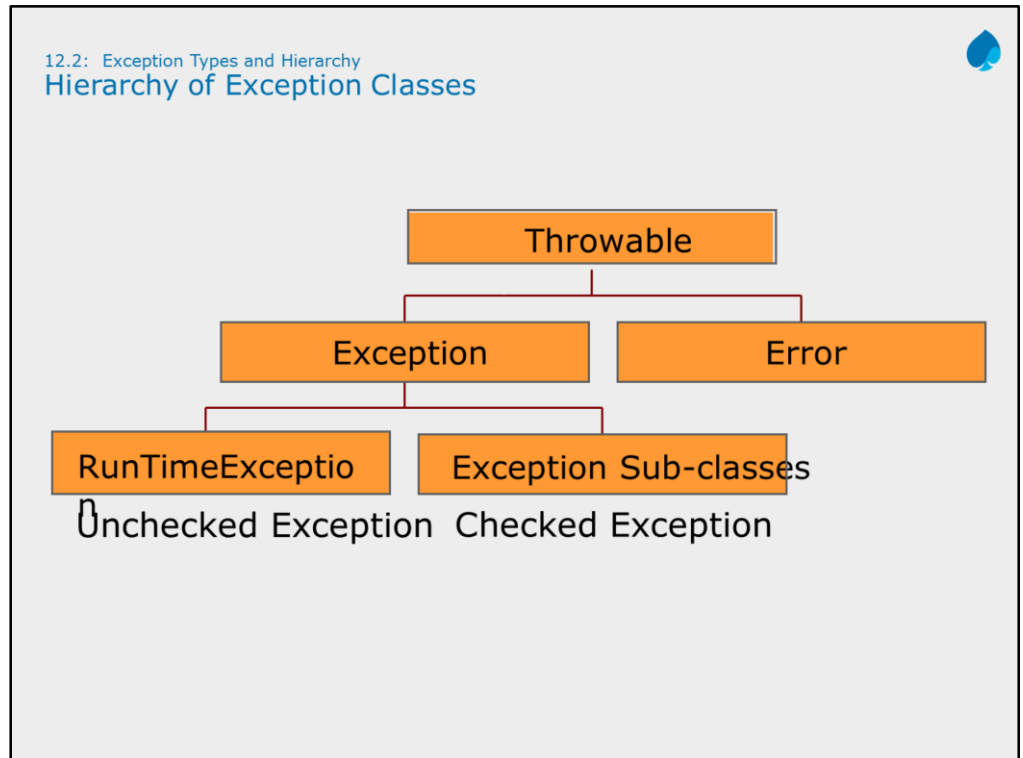 12.2: Exception Types and Hierarchy
Hierarchy of Exception Classes
Throwable
Exception
Error
RunTimeExceptio
n
Exception Sub-classes
Unchecked Exception
Checked Exception